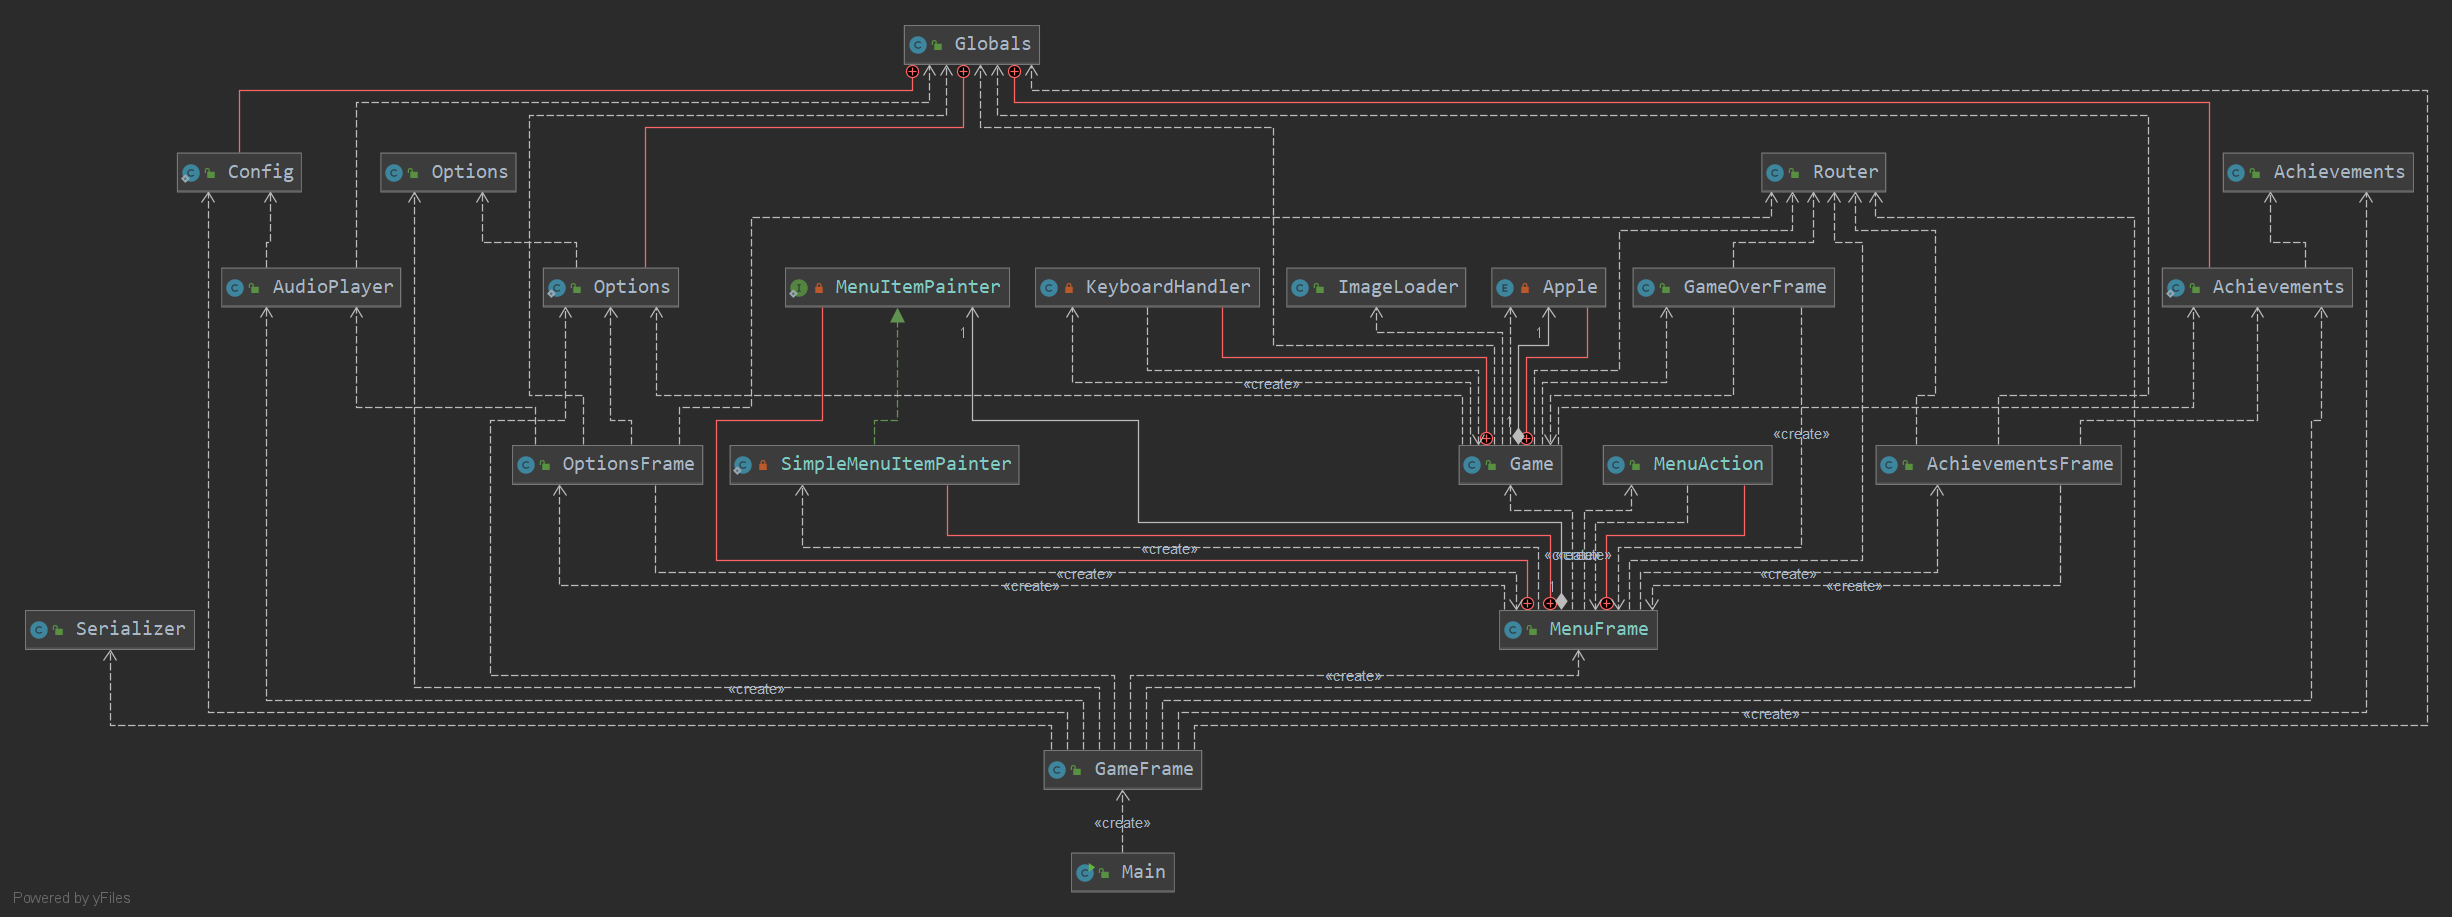 Globals
Config
Options
Router
Achievements
AudioPlayer
Options
MenuItemPainter
KeyboardHandler
ImageLoader
Apple
GameOverFrame
Achievements
1
1
«create»
«create»
OptionsFrame
SimpleMenuItemPainter
Game
MenuAction
AchievementsFrame
«create»
«create»
«create»
«create»
«create»
«create»
«create»
Serializer
MenuFrame
«create»
«create»
«create»
GameFrame
«create»
Main
Powered by yFiles